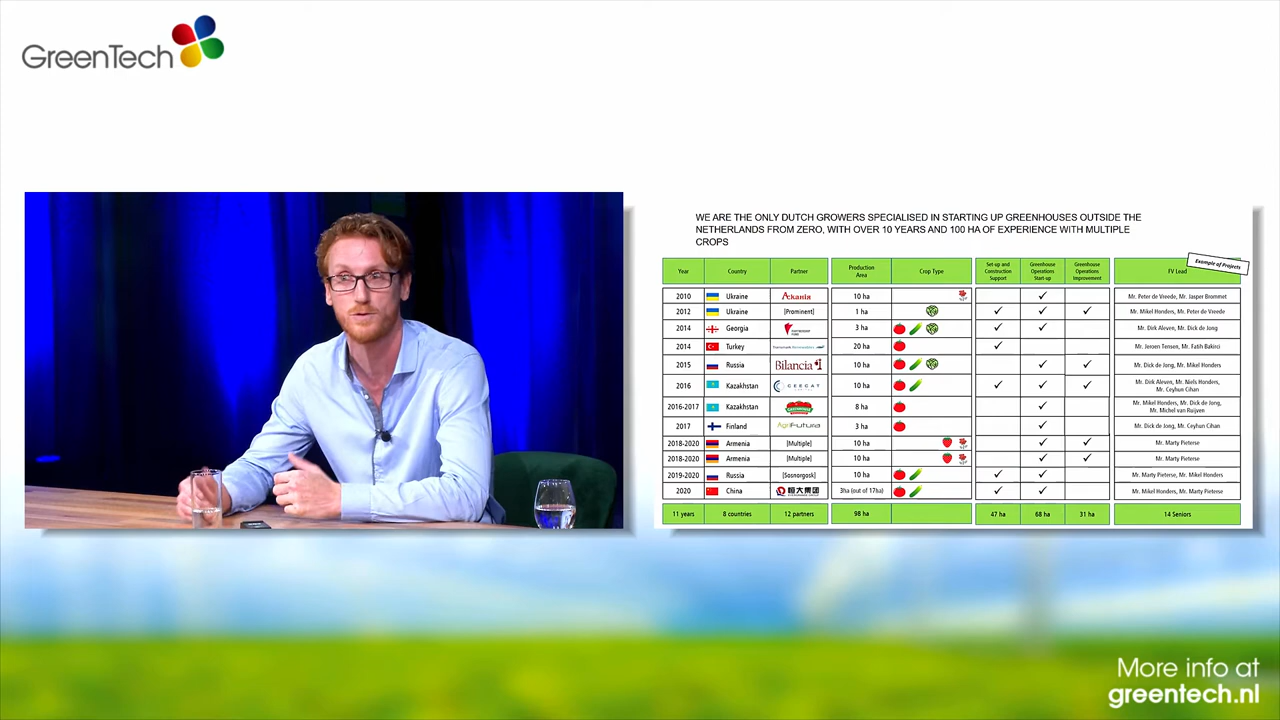 GreenTech
WE ARE THE ONLY DUTCH GROWERS SPECIALISED IN STARTING UP GREENHOUSES OUTSIDE THE
NETHERLANDS FROM ZERO, WITH OVER 10 YEARS AND 100 HA OF EXPERIENCE WITH MULTIPLE
CROPS
Example of Projects
Year Country Partner Production Area Crop Type Set-up and Construction Support Greenhouse Operations Start up Greenhouse Operations Improvement FV Lead
2010 Ukraine Askania 10 ha ✓ Mr. Peter de Vreede, Mr. Jasper Brommet
2012 Ukraine [Prominent] 1 ha ✓ ✓ ✓ Mr. Mikel Honders, Mr. Peter de Vreede
2014 Georgia 3 ha ✓ ✓ Mr. Dirk Aleven, Mr. Dick de Jong
2014 Turkey 20 ha ✓ Mr. Jeroen Tensen, Mr. Fatih Bakirci
2015 Russia Bilancia 10 ha ✓ ✓ Mr. Dick de Jong, Mr. Mikel Honders
2016 Kazakhstan CEECAT 10 ha ✓ ✓ ✓ Mr. Dirk Aleven, Mr. Niels Honders,
Mr. Ceyhun Cihan
2016-2017 Kazakhstan 8 ha ✓ Mr. Mikel Honders, Mr. Dick de Jong,
Mr. Michel van Ruijven
2017 Finland AgriFutura 3 ha ✓ Mr. Dick de Jong, Mr. Ceyhun Cihan
2018-2020 Armenia [Multiple] 10 ha ✓ ✓ Mr. Marty Pieterse
2018-2020 Armenia [Multiple] 10 ha ✓ ✓ Mr. Marty Pieterse
2019-2020 Russia [Sosnorgosk] 10 ha ✓ ✓ Mr. Marty Pieterse, Mr. Mikel Honders
2020 China 恒大集团 3ha (out of 17ha) ✓ ✓ Mr. Mikel Honders, Mr. Marty Pieterse
11 years 8 countries 12 partners 98 ha 47 ha 68 ha 31 ha 14 Seniors
More info at
greentech.nl